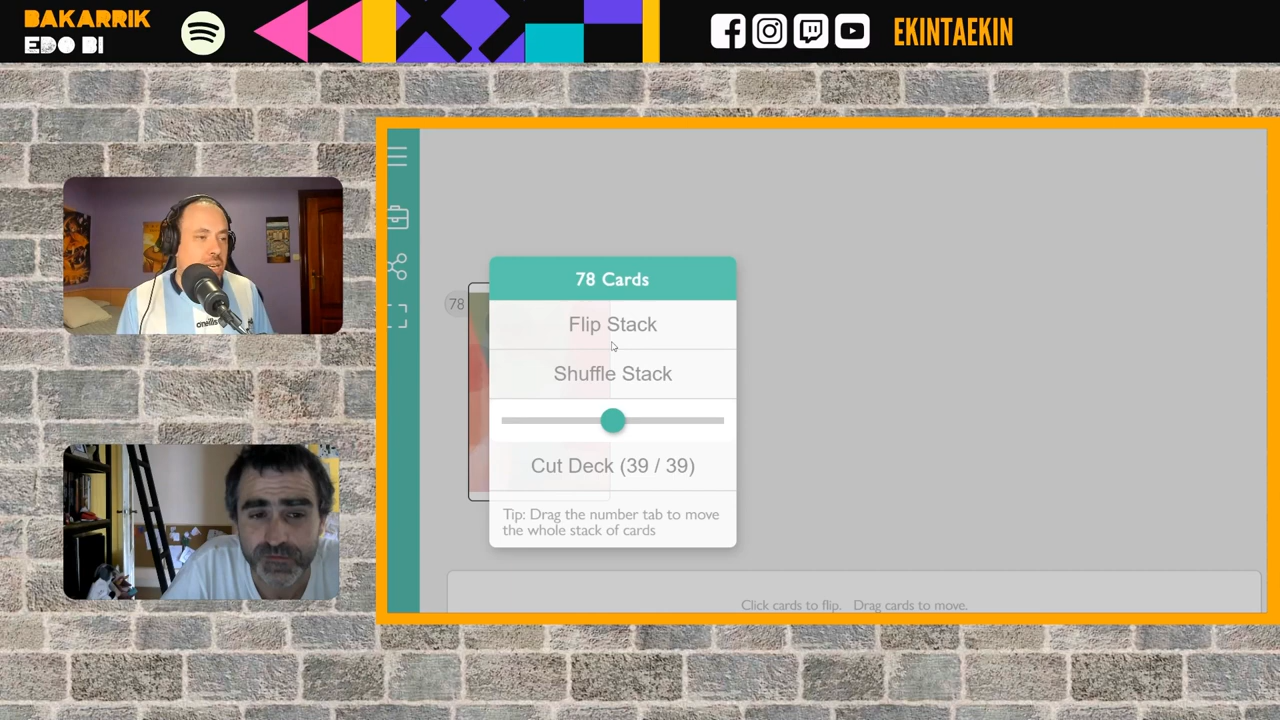 BAKARRIK
EDO BI
EKINTAEKIN
78 Cards
78
Flip Stack
Shuffle Stack
Cut Deck (39 / 39)
Tip: Drag the number tab to move
the whole stack of cards
Click cards to flip. Drag cards to move.
oneills